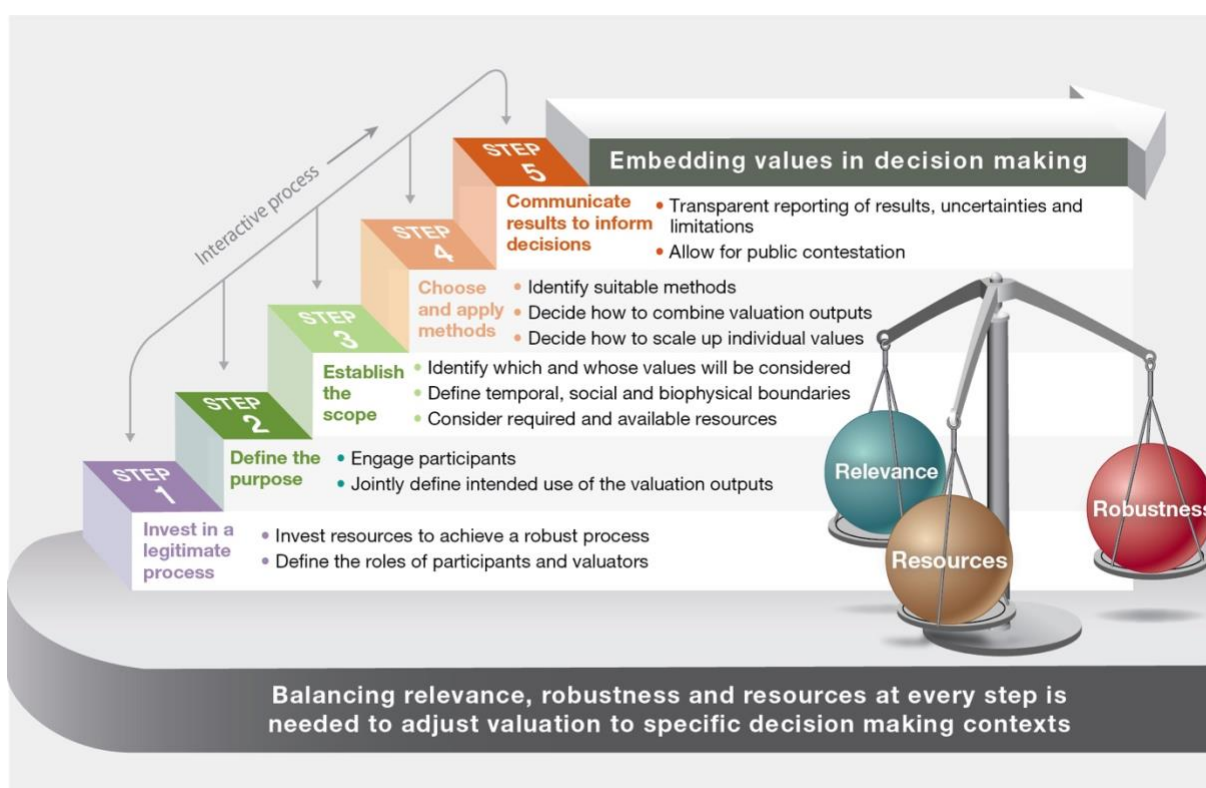 Interactive process
STEP
5
Embedding values in decision making
Communicate
results to inform
decisions
• Transparent reporting of results, uncertainties and
limitations
• Allow for public contestation
STEP
4
Choose
and apply
methods
• Identify suitable methods
• Decide how to combine valuation outputs
• Decide how to scale up individual values
STEP
3
Establish
the
scope
• Identify which and whose values will be considered
• Define temporal, social and biophysical boundaries
• Consider required and available resources
STEP
2
Define the
purpose
• Engage participants
• Jointly define intended use of the valuation outputs
STEP
1
Invest in a
legitimate
process
• Invest resources to achieve a robust process
• Define the roles of participants and valuators
Relevance
Resources
Robustness
Balancing relevance, robustness and resources at every step is
needed to adjust valuation to specific decision making contexts